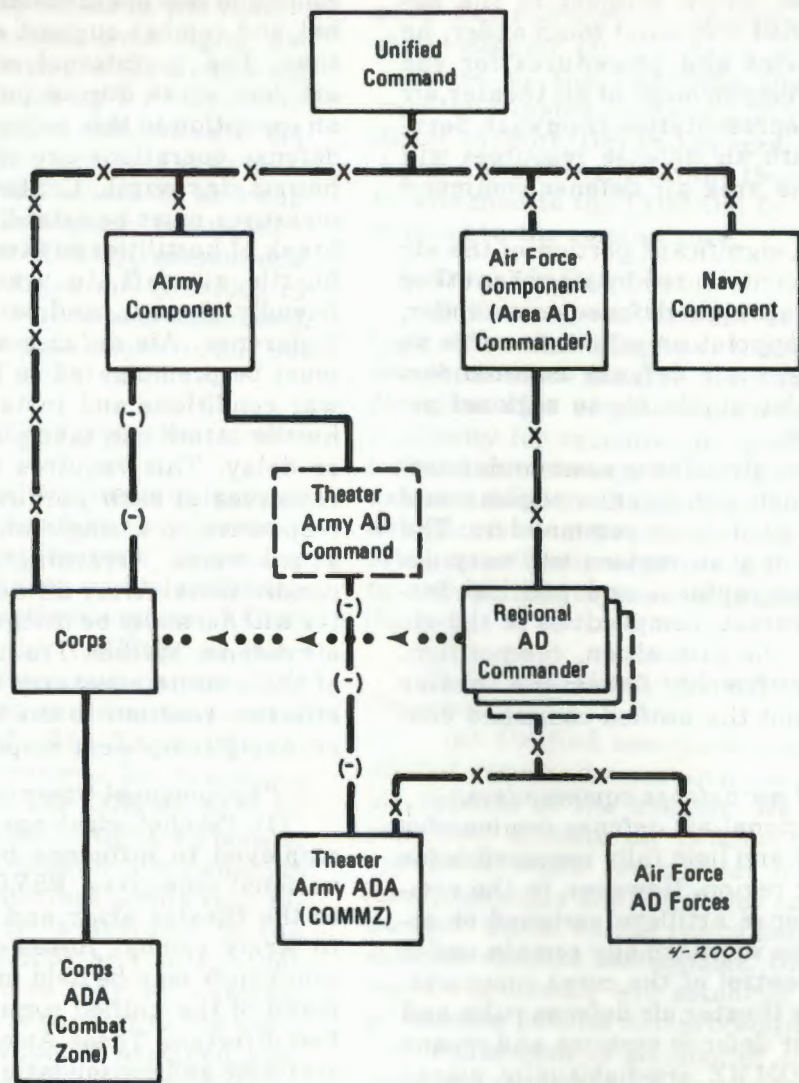 Unified
Command
Army
Component
Air Force
Component
(Area AD
Commander)
Navy
Component
Theater
Army AD
Command
Corps
Regional
AD
Commander
Theater
Army ADA
(COMMZ)
Air Force
AD Forces
4-2000
Corps
ADA
(Combat
Zone)